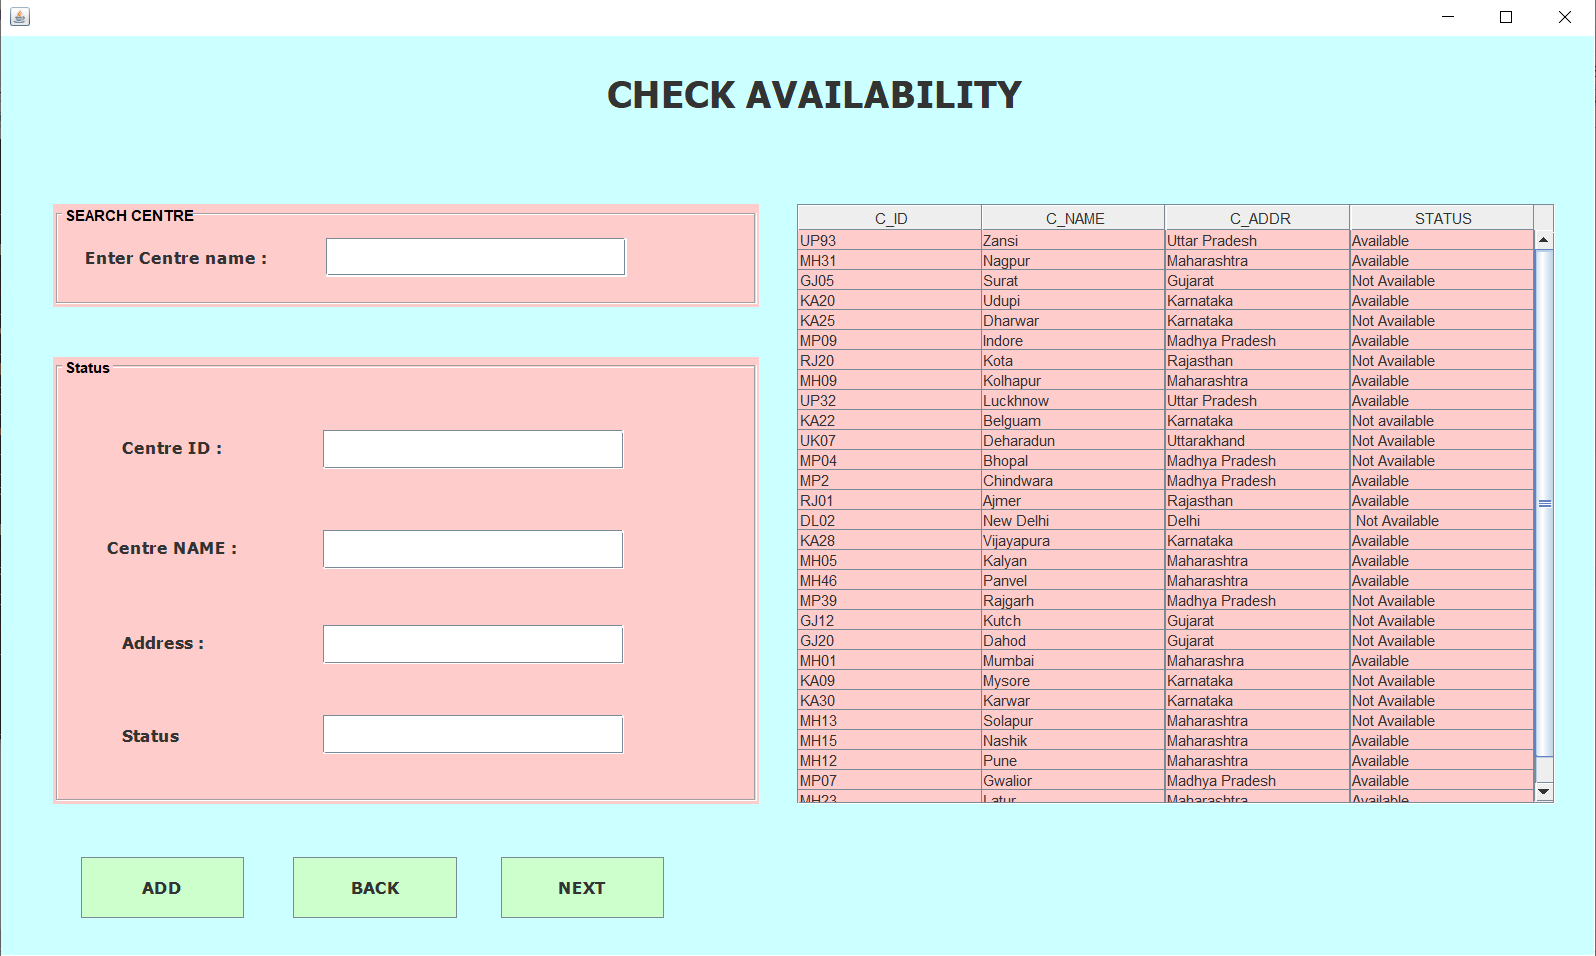 CHECK AVAILABILITY
SEARCH CENTRE
Enter Centre name :
Status
Centre ID :
Centre NAME :
Address :
Status
ADD BACK NEXT
C_ID C_NAME C_ADDR STATUS
UP93 Zansi Uttar Pradesh Available
MH31 Nagpur Maharashtra Available
GJ05 Surat Gujarat Not Available
KA20 Udupi Karnataka Available
KA25 Dharwar Karnataka Not Available
MP09 Indore Madhya Pradesh Available
RJ20 Kota Rajasthan Not Available
MH09 Kolhapur Maharashtra Available
UP32 Luckhnow Uttar Pradesh Available
KA22 Belguam Karnataka Not available
UK07 Deharadun Uttarakhand Not Available
MP04 Bhopal Madhya Pradesh Not Available
MP2 Chindwara Madhya Pradesh Available
RJ01 Ajmer Rajasthan Available
DL02 New Delhi Delhi Not Available
KA28 Vijayapura Karnataka Available
MH05 Kalyan Maharashtra Available
MH46 Panvel Maharashtra Available
MP39 Rajgarh Madhya Pradesh Not Available
GJ12 Kutch Gujarat Not Available
GJ20 Dahod Gujarat Not Available
MH01 Mumbai Maharashra Available
KA09 Mysore Karnataka Not Available
KA30 Karwar Karnataka Not Available
MH13 Solapur Maharashtra Not Available
MH15 Nashik Maharashtra Available
MH12 Pune Maharashtra Available
MP07 Gwalior Madhya Pradesh Available
MH23 Latur Maharashtra Available